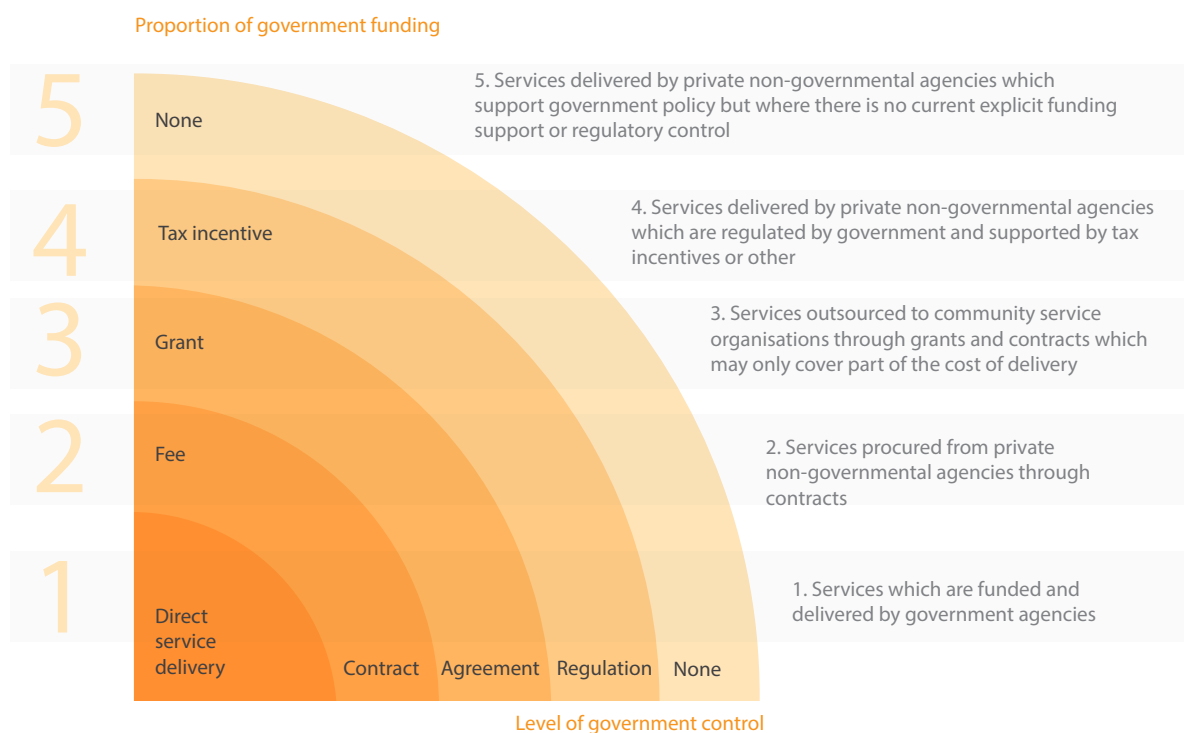 Proportion of government funding
5
None
5. Services delivered by private non-governmental agencies which
support government policy but where there is no current explicit funding
support or regulatory control
4
Tax incentive
4. Services delivered by private non-governmental agencies
which are regulated by government and supported by tax
incentives or other
3
Grant
3. Services outsourced to community service
organisations through grants and contracts which
may only cover part of the cost of delivery
2
Fee
2. Services procured from private
non-governmental agencies through
contracts
1
Direct
service
delivery
1. Services which are funded and
delivered by government agencies
Contract
Agreement
Regulation
None
Level of government control